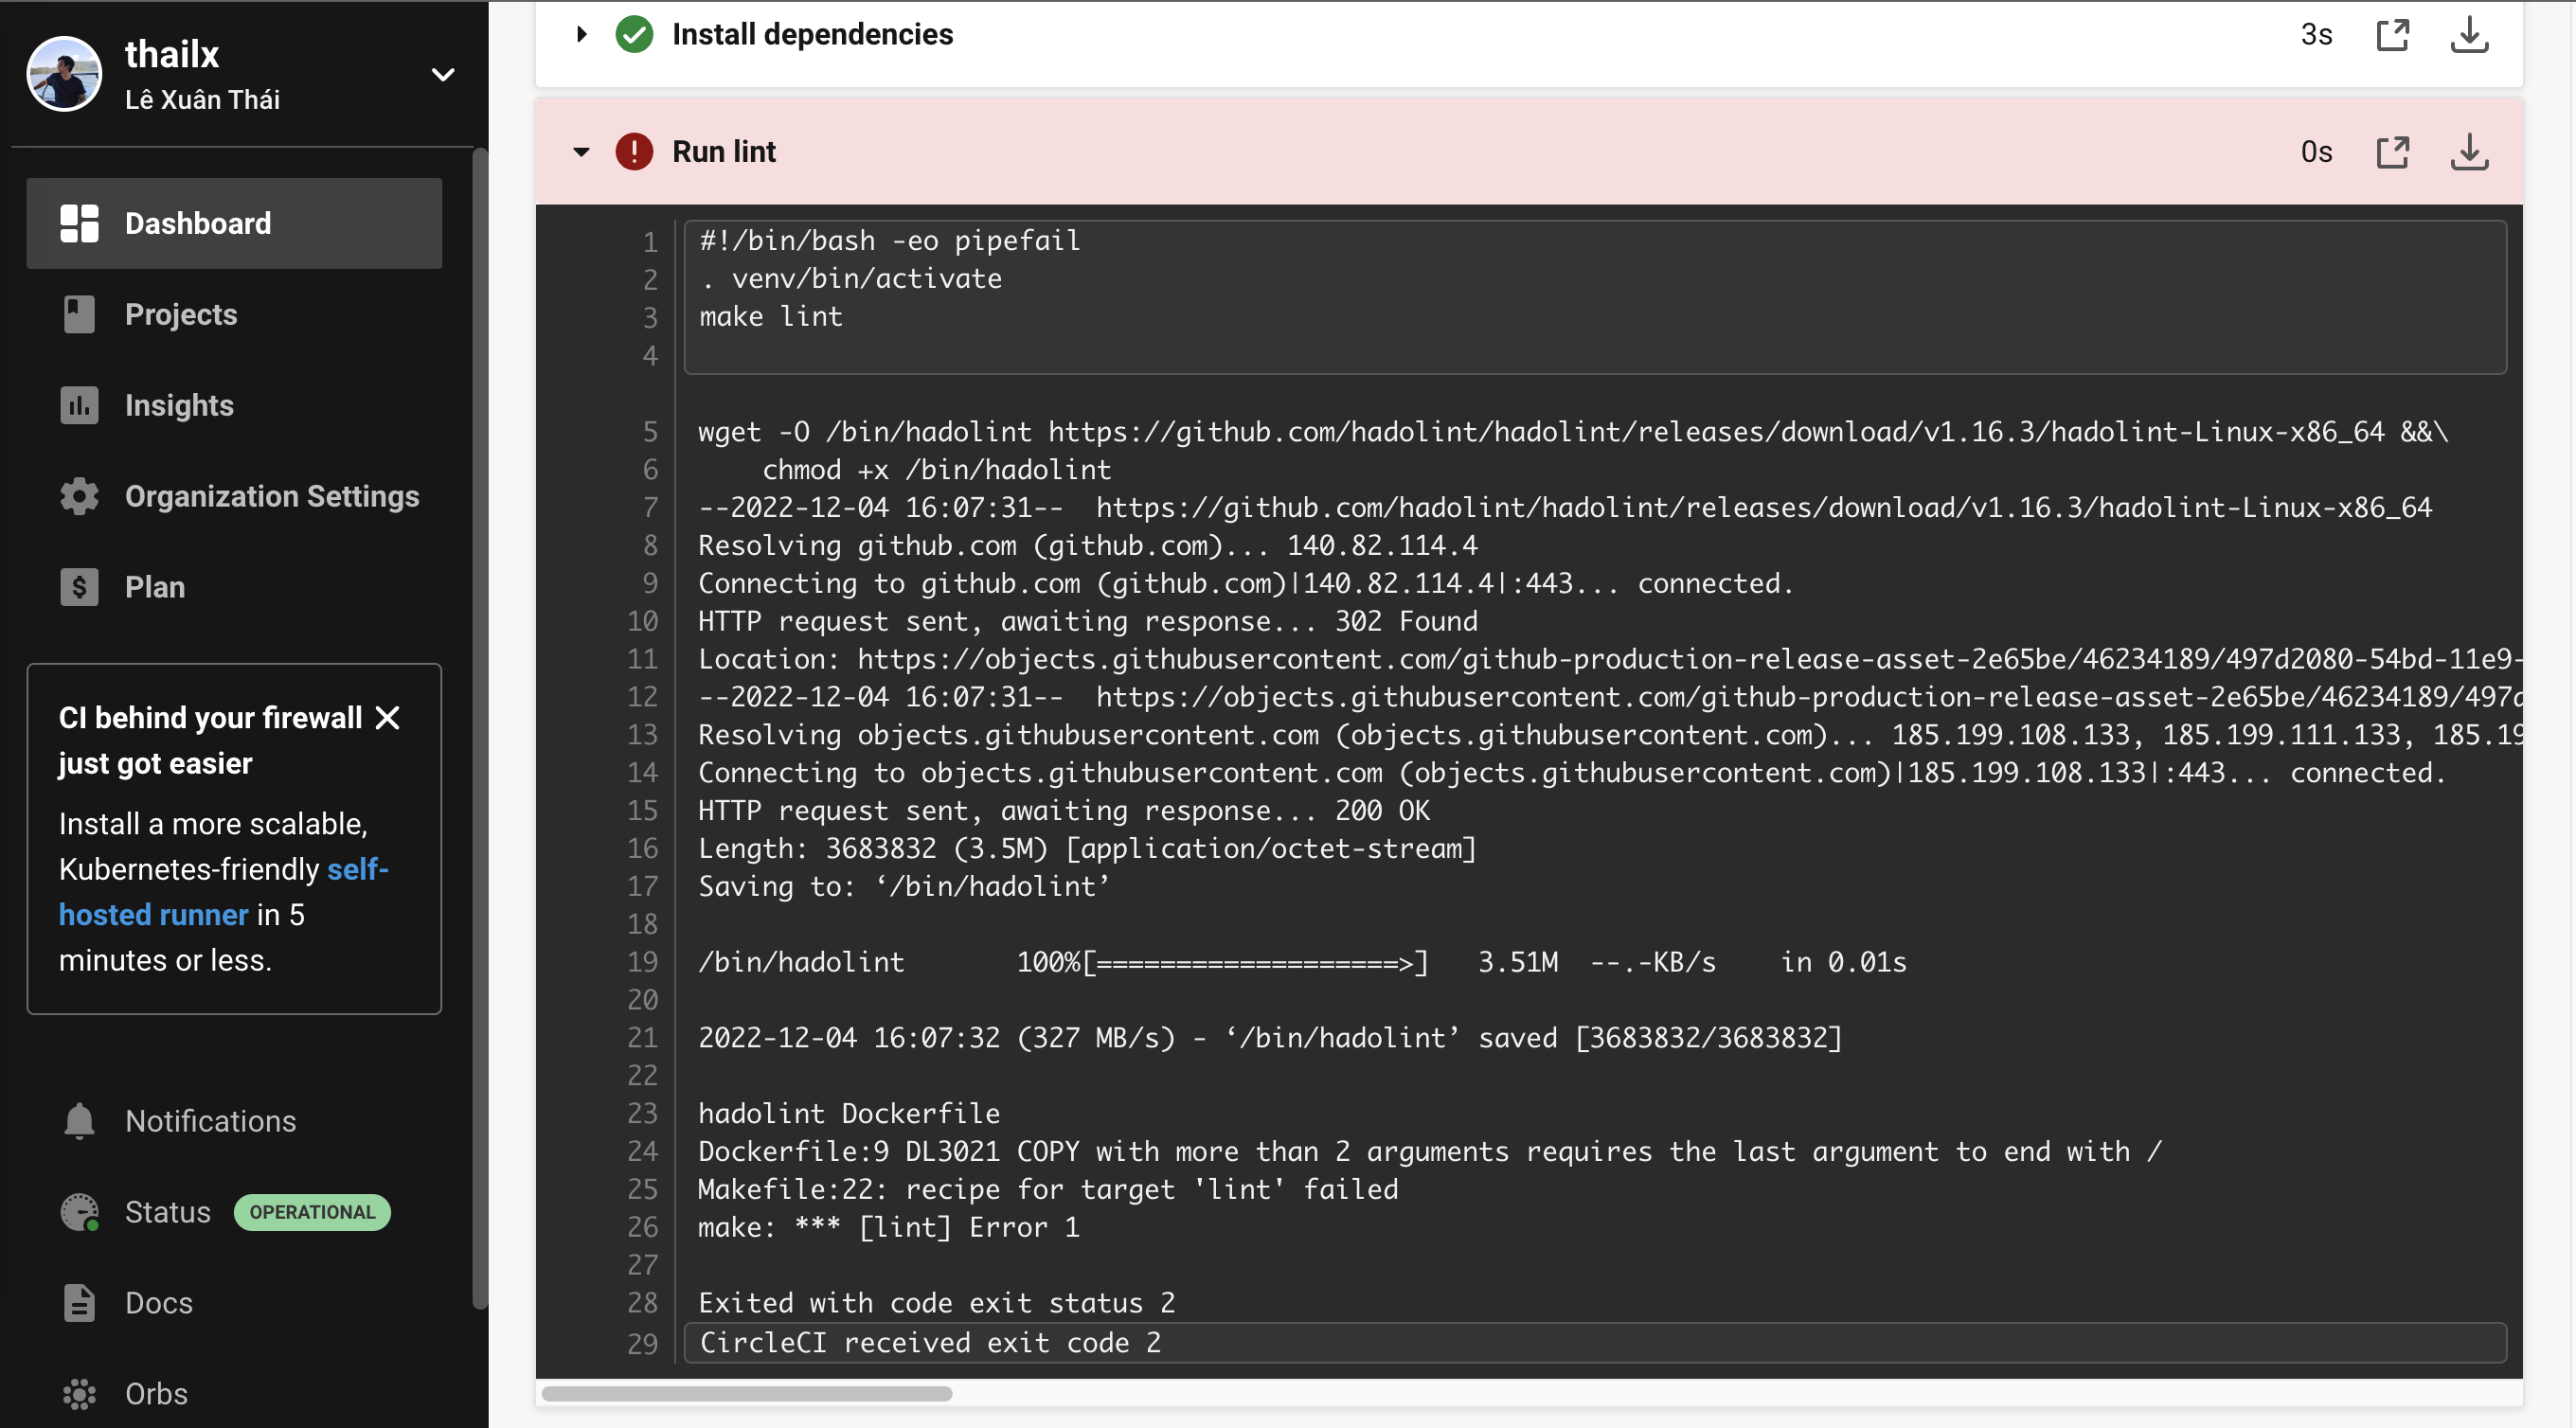 thailx
Lê Xuân Thái
Dashboard
Projects
Insights
Organization Settings
Plan
CI behind your firewall
just got easier
Install a more scalable,
Kubernetes-friendly self-
hosted runner in 5
minutes or less.
Notifications
Status OPERATIONAL
Docs
Orbs
Install dependencies 3s
Run lint 0s
1 #!/bin/bash -eo pipefail
2 . venv/bin/activate
3 make lint
4
5 wget -O /bin/hadolint https://github.com/hadolint/hadolint/releases/download/v1.16.3/hadolint-Linux-x86_64 &&\
6 chmod +x /bin/hadolint
7 --2022-12-04 16:07:31-- https://github.com/hadolint/hadolint/releases/download/v1.16.3/hadolint-Linux-x86_64
8 Resolving github.com (github.com)... 140.82.114.4
9 Connecting to github.com (github.com)|140.82.114.4|:443... connected.
10 HTTP request sent, awaiting response... 302 Found
11 Location: https://objects.githubusercontent.com/github-production-release-asset-2e65be/46234189/497d2080-54bd-11e9-
12 --2022-12-04 16:07:31-- https://objects.githubusercontent.com/github-production-release-asset-2e65be/46234189/497
13 Resolving objects.githubusercontent.com (objects.githubusercontent.com)... 185.199.108.133, 185.199.111.133, 185.19
14 Connecting to objects.githubusercontent.com (objects.githubusercontent.com)|185.199.108.133|:443... connected.
15 HTTP request sent, awaiting response... 200 OK
16 Length: 3683832 (3.5M) [application/octet-stream]
17 Saving to: ‘/bin/hadolint’
18
19 /bin/hadolint 100%[===================>] 3.51M --.-KB/s in 0.01s
20
21 2022-12-04 16:07:32 (327 MB/s) - ‘/bin/hadolint’ saved [3683832/3683832]
22
23 hadolint Dockerfile
24 Dockerfile:9 DL3021 COPY with more than 2 arguments requires the last argument to end with /
25 Makefile:22: recipe for target 'lint' failed
26 make: *** [lint] Error 1
27
28 Exited with code exit status 2
29 CircleCI received exit code 2